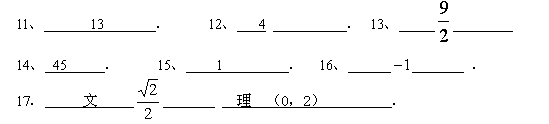 11、 13 . 12、 4 . 13、 9/2
14、 45 . 15、 1 . 16、 −1 .
17. 文 √2/2 理 （0, 2） .